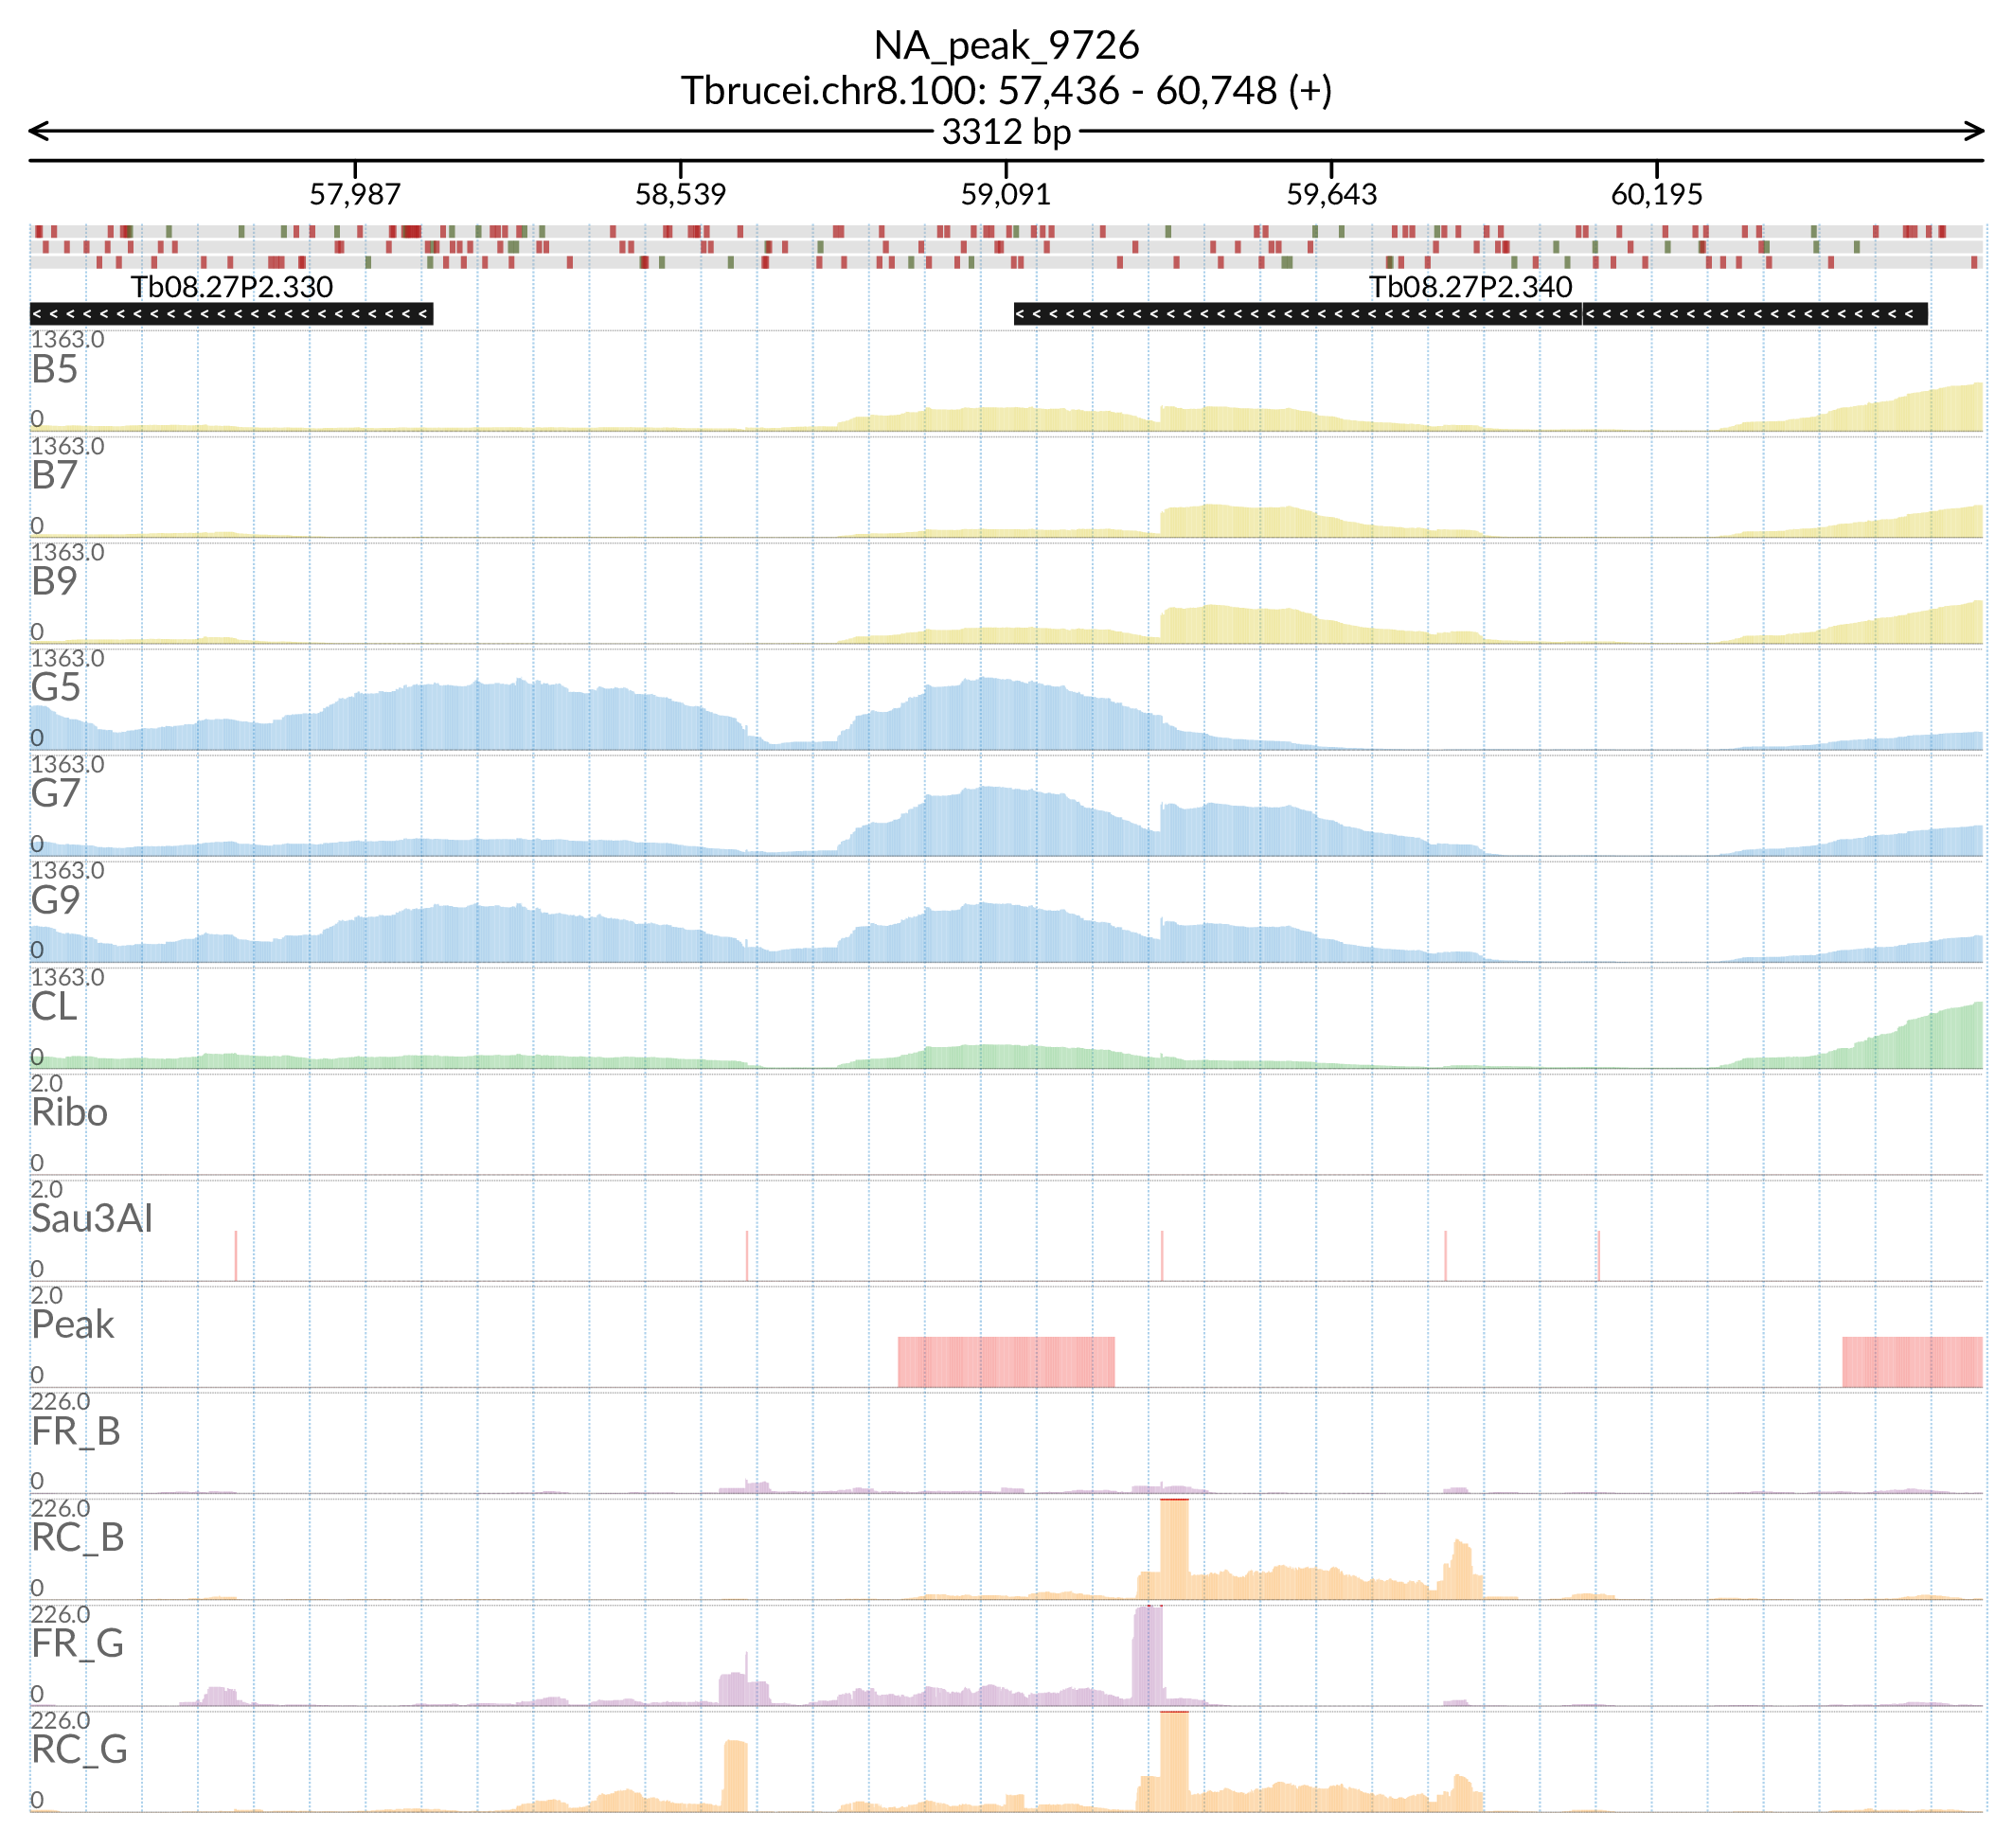 NA_peak_9726
Tbrucei.chr8.100: 57,436 - 60,748 (+)
3312 bp
57,987 58,539 59,091 59,643 60,195
Tb08.27P2.330 Tb08.27P2.340
1363.0
B5
0
1363.0
B7
0
1363.0
B9
0
1363.0
G5
0
1363.0
G7
0
1363.0
G9
0
1363.0
CL
0
2.0
Ribo
0
2.0
Sau3AI
0
2.0
Peak
0
226.0
FR_B
0
226.0
RC_B
0
226.0
FR_G
0
226.0
RC_G
0